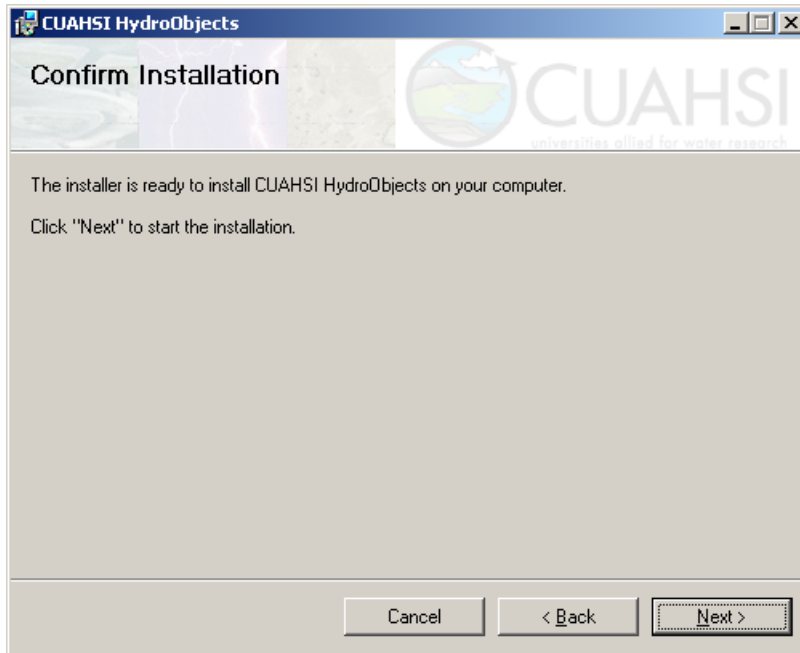 CUAHSI HydroObjects
Confirm Installation
CUAHSI
universities allied for water research
The installer is ready to install CUAHSI HydroObjects on your computer.
Click "Next" to start the installation.
Cancel
< Back
Next >